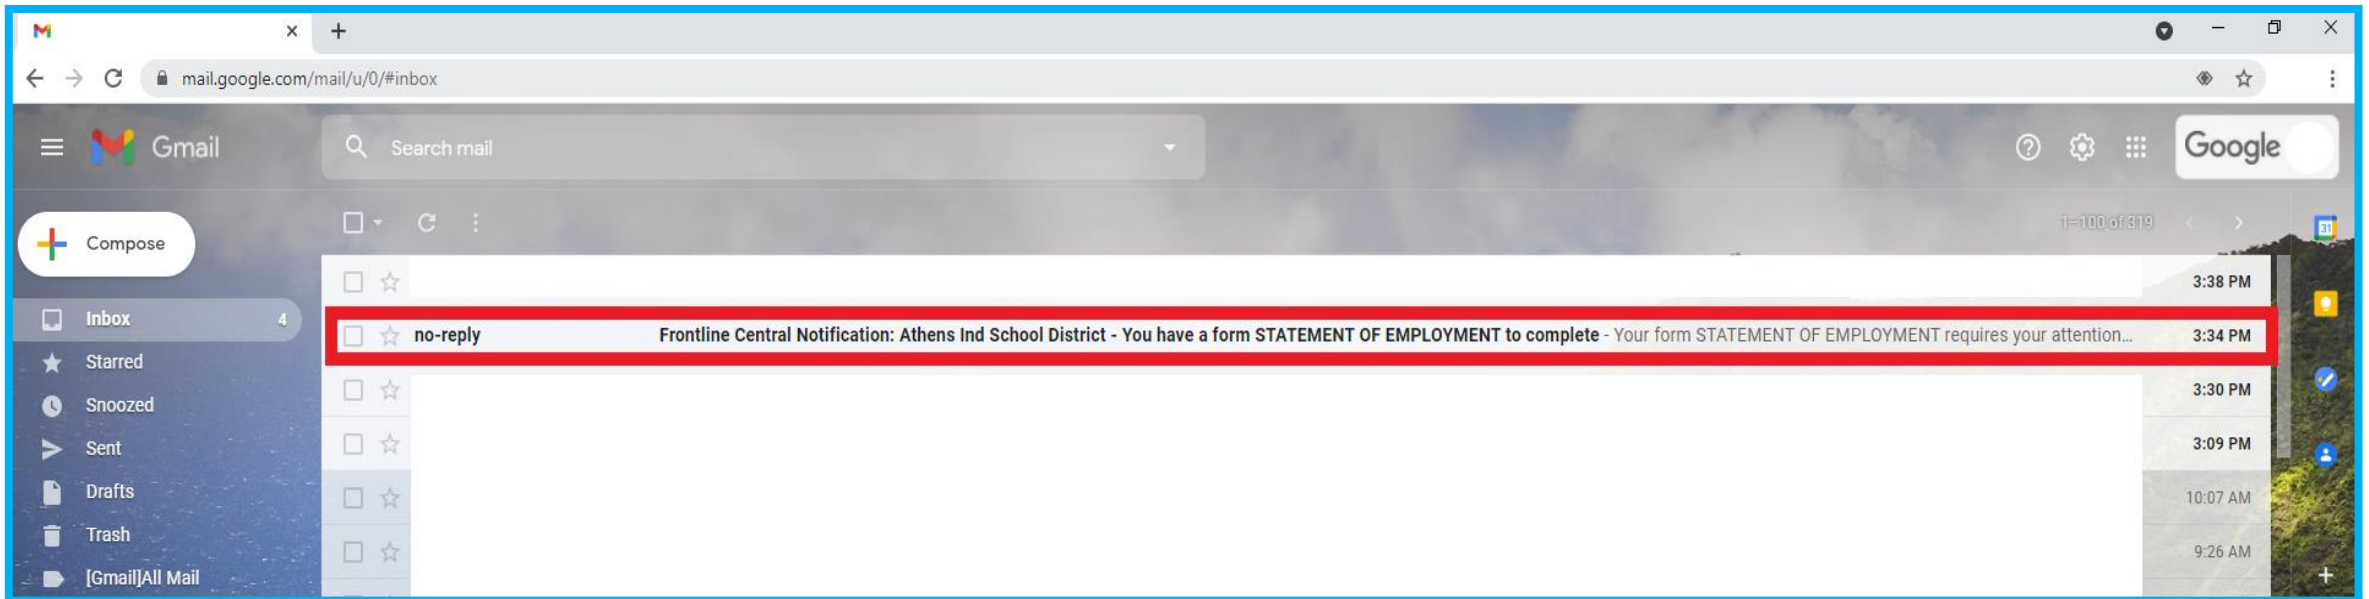 mail.google.com/mail/u/0/#inbox
Gmail
Search mail
Google
Compose
1–100 of 319
31
3:38 PM
Inbox 4
no-reply Frontline Central Notification: Athens Ind School District - You have a form STATEMENT OF EMPLOYMENT to complete - Your form STATEMENT OF EMPLOYMENT requires your attention... 3:34 PM
Starred
3:30 PM
Snoozed
Sent 3:09 PM
Drafts
10:07 AM
Trash
9:26 AM
[Gmail]All Mail